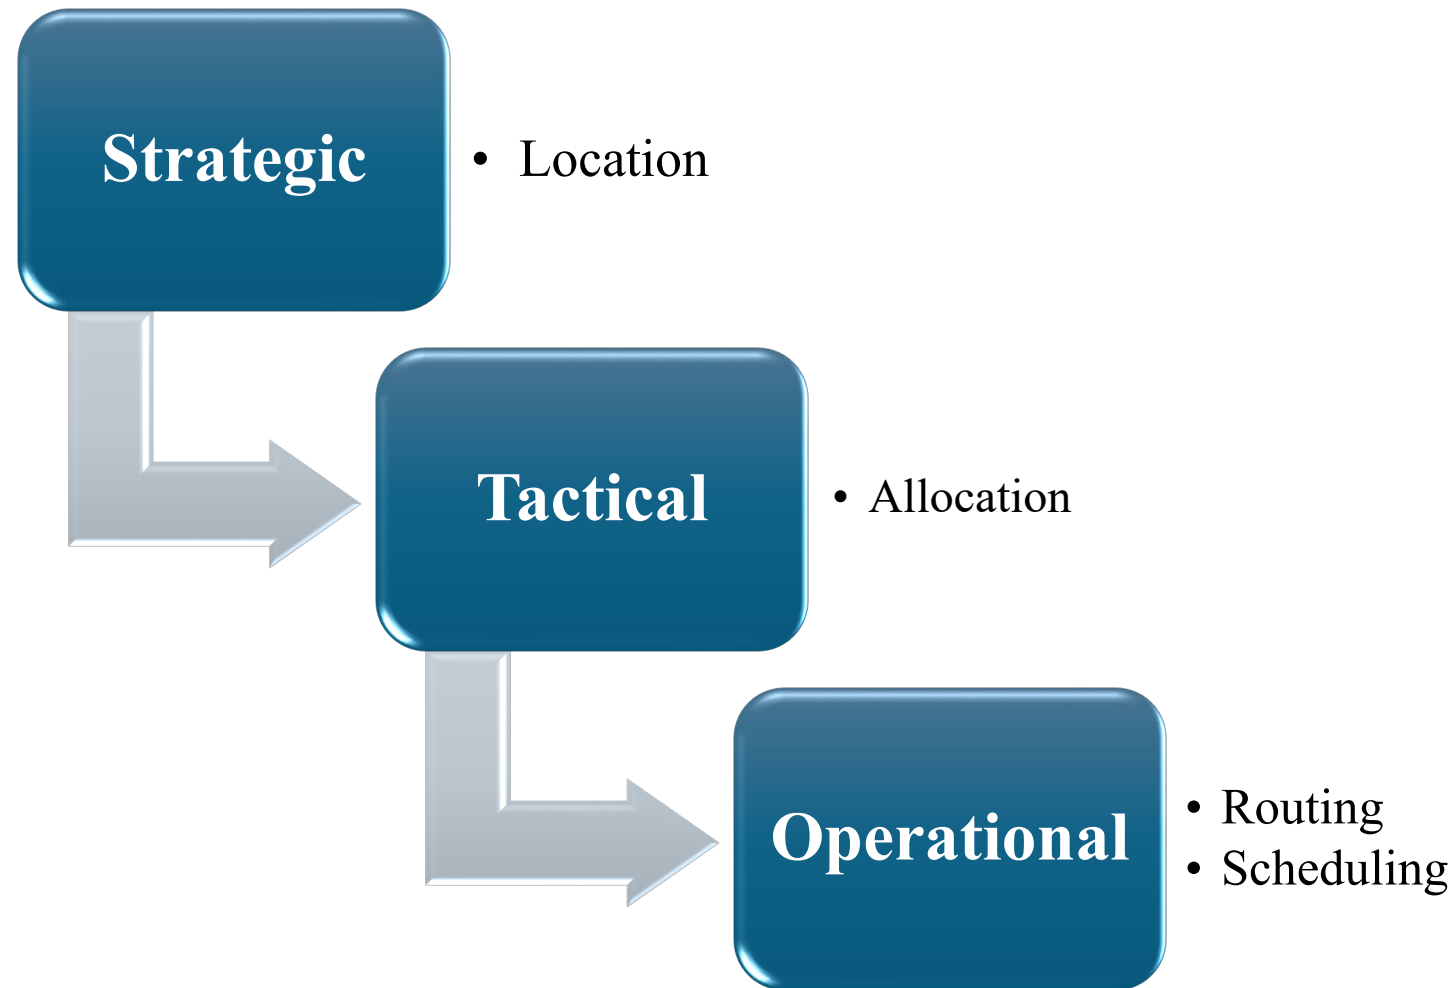 Strategic
• Location
Tactical
• Allocation
Operational
• Routing
• Scheduling